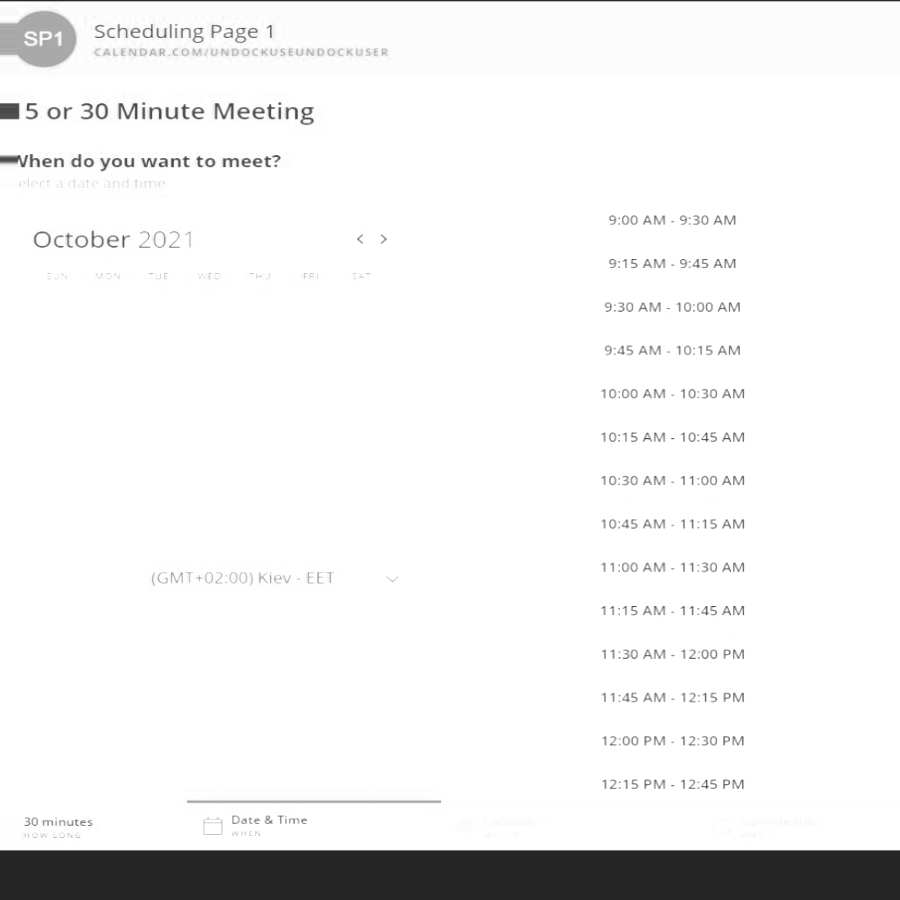 SP1
Scheduling Page 1
CALENDAR.COM/UNDOCKUSEUNDOCKUSER
5 or 30 Minute Meeting
When do you want to meet?
elect a date and time
October 2021
SUN MON TUE WED THU FRI SAT
9:00 AM - 9:30 AM
9:15 AM - 9:45 AM
9:30 AM - 10:00 AM
9:45 AM - 10:15 AM
10:00 AM - 10:30 AM
10:15 AM - 10:45 AM
10:30 AM - 11:00 AM
10:45 AM - 11:15 AM
11:00 AM - 11:30 AM
11:15 AM - 11:45 AM
11:30 AM - 12:00 PM
11:45 AM - 12:15 PM
12:00 PM - 12:30 PM
12:15 PM - 12:45 PM
(GMT+02:00) Kiev - EET
30 minutes
HOW LONG
Date & Time
WHEN